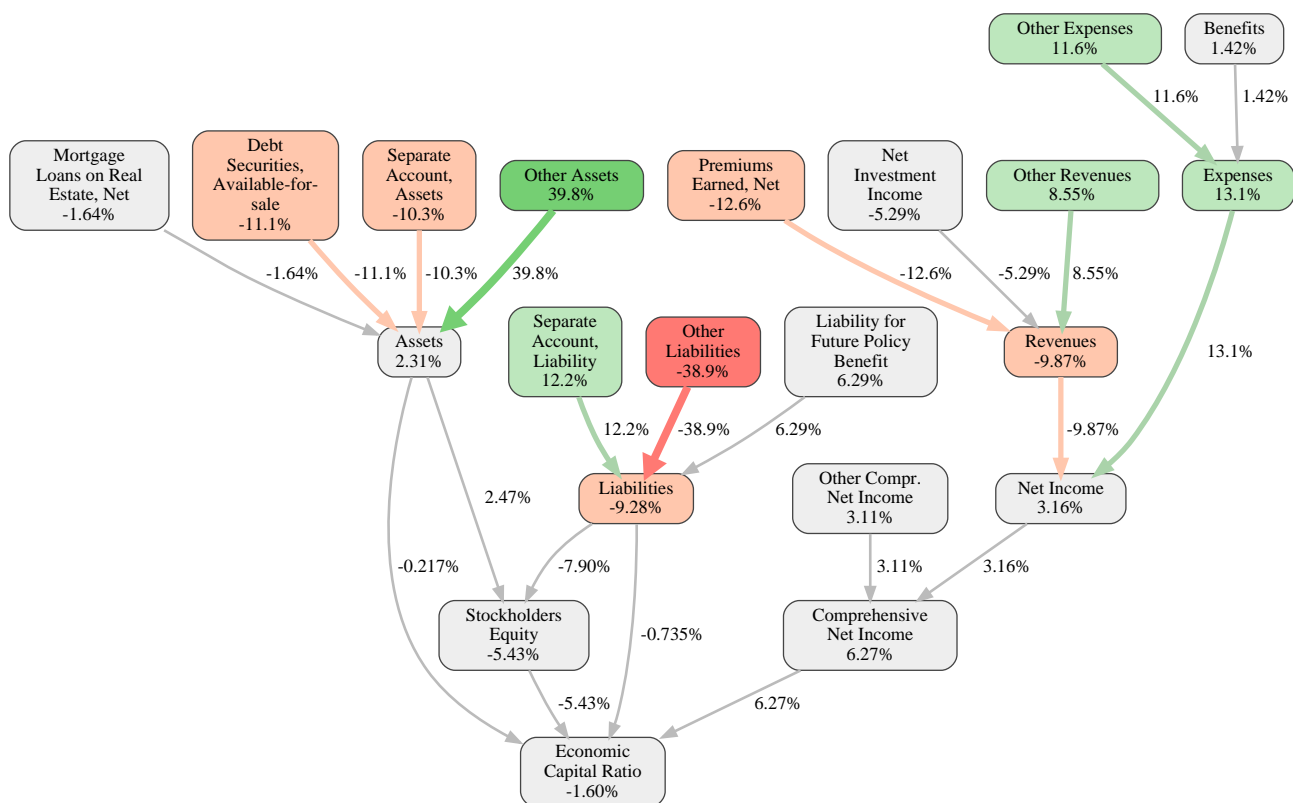 Other Expenses
11.6%
Benefits
1.42%
11.6%
1.42%
Mortgage
Loans on Real
Estate, Net
-1.64%
Debt
Securities,
Available-for-
sale
-11.1%
Separate
Account,
Assets
-10.3%
Other Assets
39.8%
Premiums
Earned, Net
-12.6%
Net
Investment
Income
-5.29%
Other Revenues
8.55%
Expenses
13.1%
-1.64%
-11.1%
-10.3%
39.8%
-12.6%
-5.29%
8.55%
Assets
2.31%
Separate
Account,
Liability
12.2%
Other
Liabilities
-38.9%
Liability for
Future Policy
Benefit
6.29%
Revenues
-9.87%
13.1%
12.2%
-38.9%
6.29%
-9.87%
2.47%
Liabilities
-9.28%
Other Compr.
Net Income
3.11%
Net Income
3.16%
-0.217%
-7.90%
3.11%
3.16%
Stockholders
Equity
-5.43%
-0.735%
Comprehensive
Net Income
6.27%
-5.43%
6.27%
Economic
Capital Ratio
-1.60%